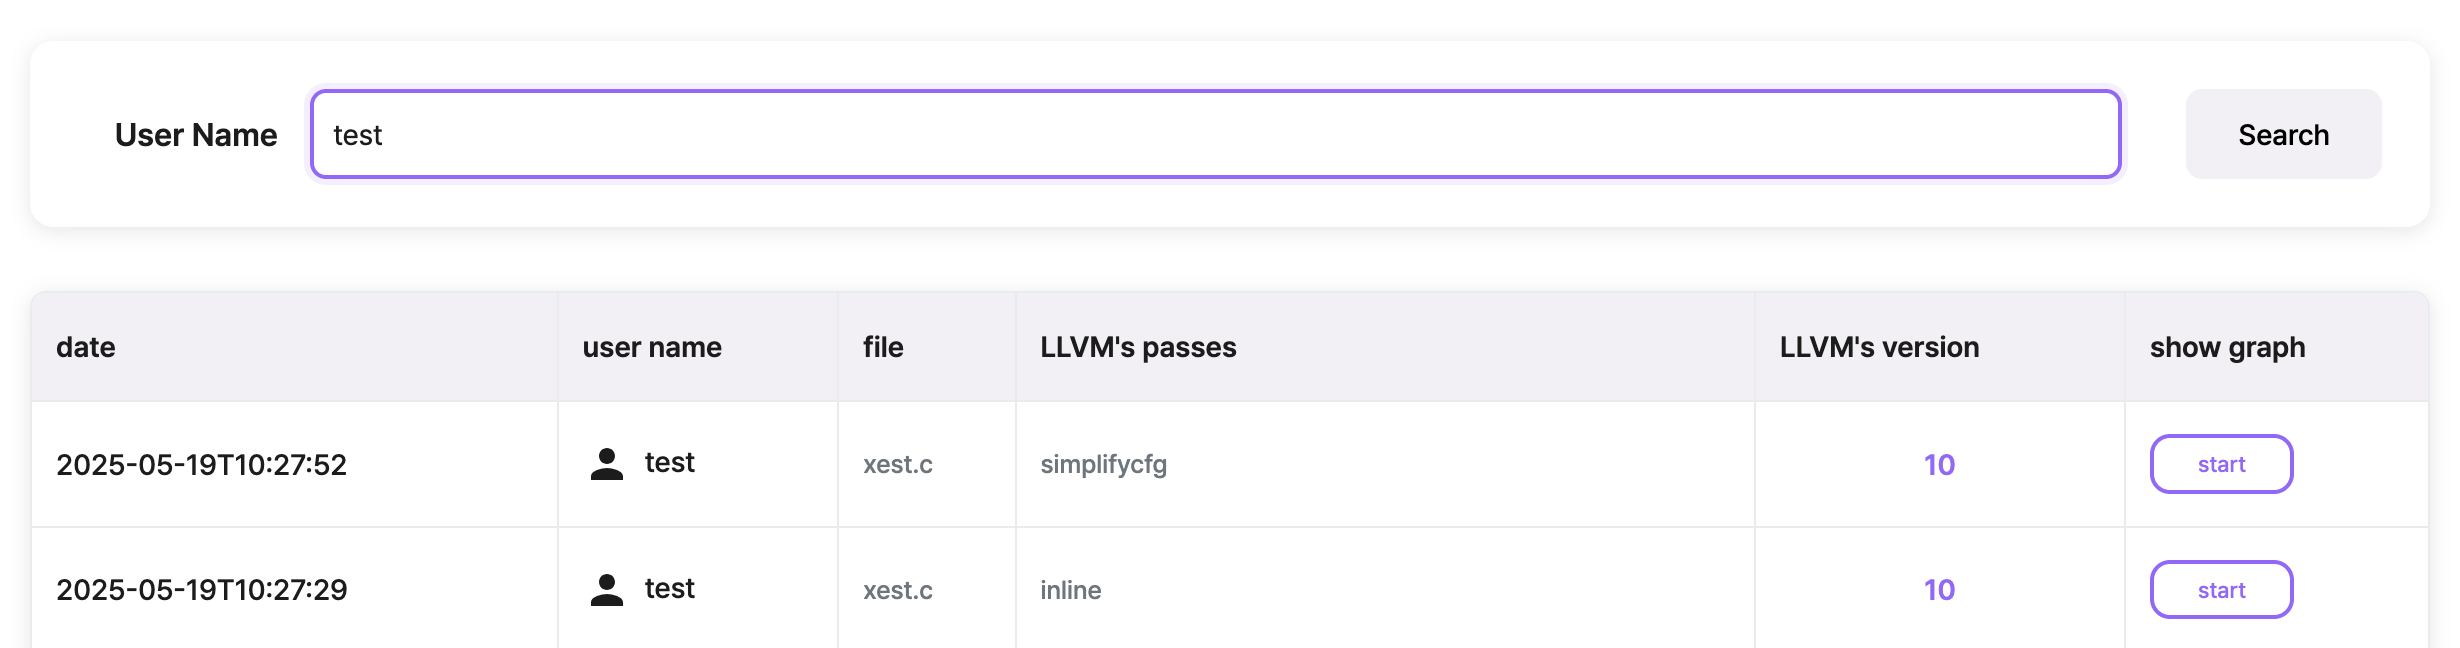 User Name test Search
date user name file LLVM's passes LLVM's version show graph
2025-05-19T10:27:52 test xest.c simplifycfg 10 start
2025-05-19T10:27:29 test xest.c inline 10 start